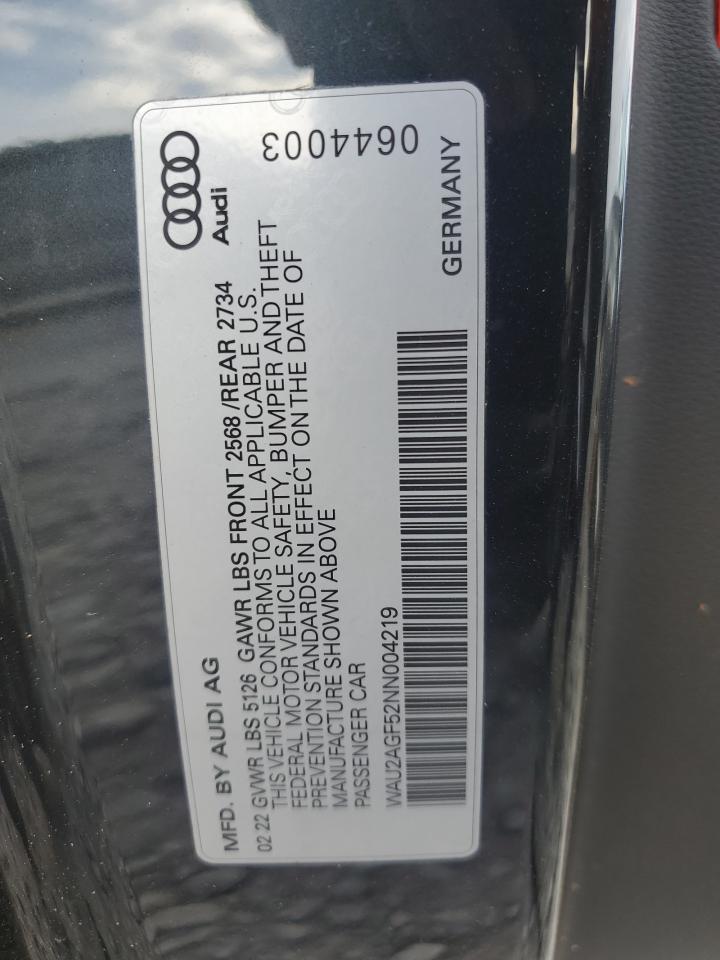 MFD. BY AUDI AG
Audi
02 22 GVWR LBS 5126 GAWR LBS FRONT 2568 /REAR 2734
THIS VEHICLE CONFORMS TO ALL APPLICABLE U.S.
FEDERAL MOTOR VEHICLE SAFETY, BUMPER AND THEFT
PREVENTION STANDARDS IN EFFECT ON THE DATE OF
MANUFACTURE SHOWN ABOVE
PASSENGER CAR
0644003
WAU2AGF52NN004219
GERMANY